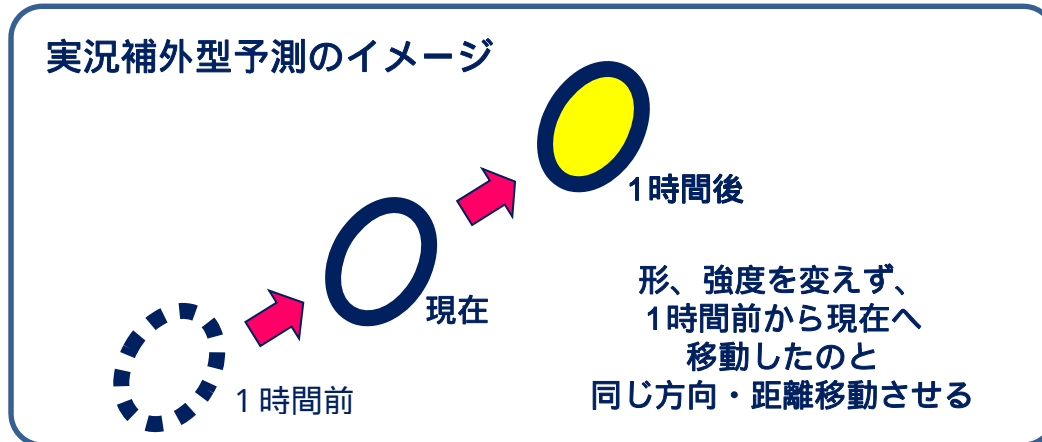 実況補外型予測のイメージ
1時間後
現在
1時間前
形、強度を変えず、
1時間前から現在へ
移動したのと
同じ方向・距離移動させる